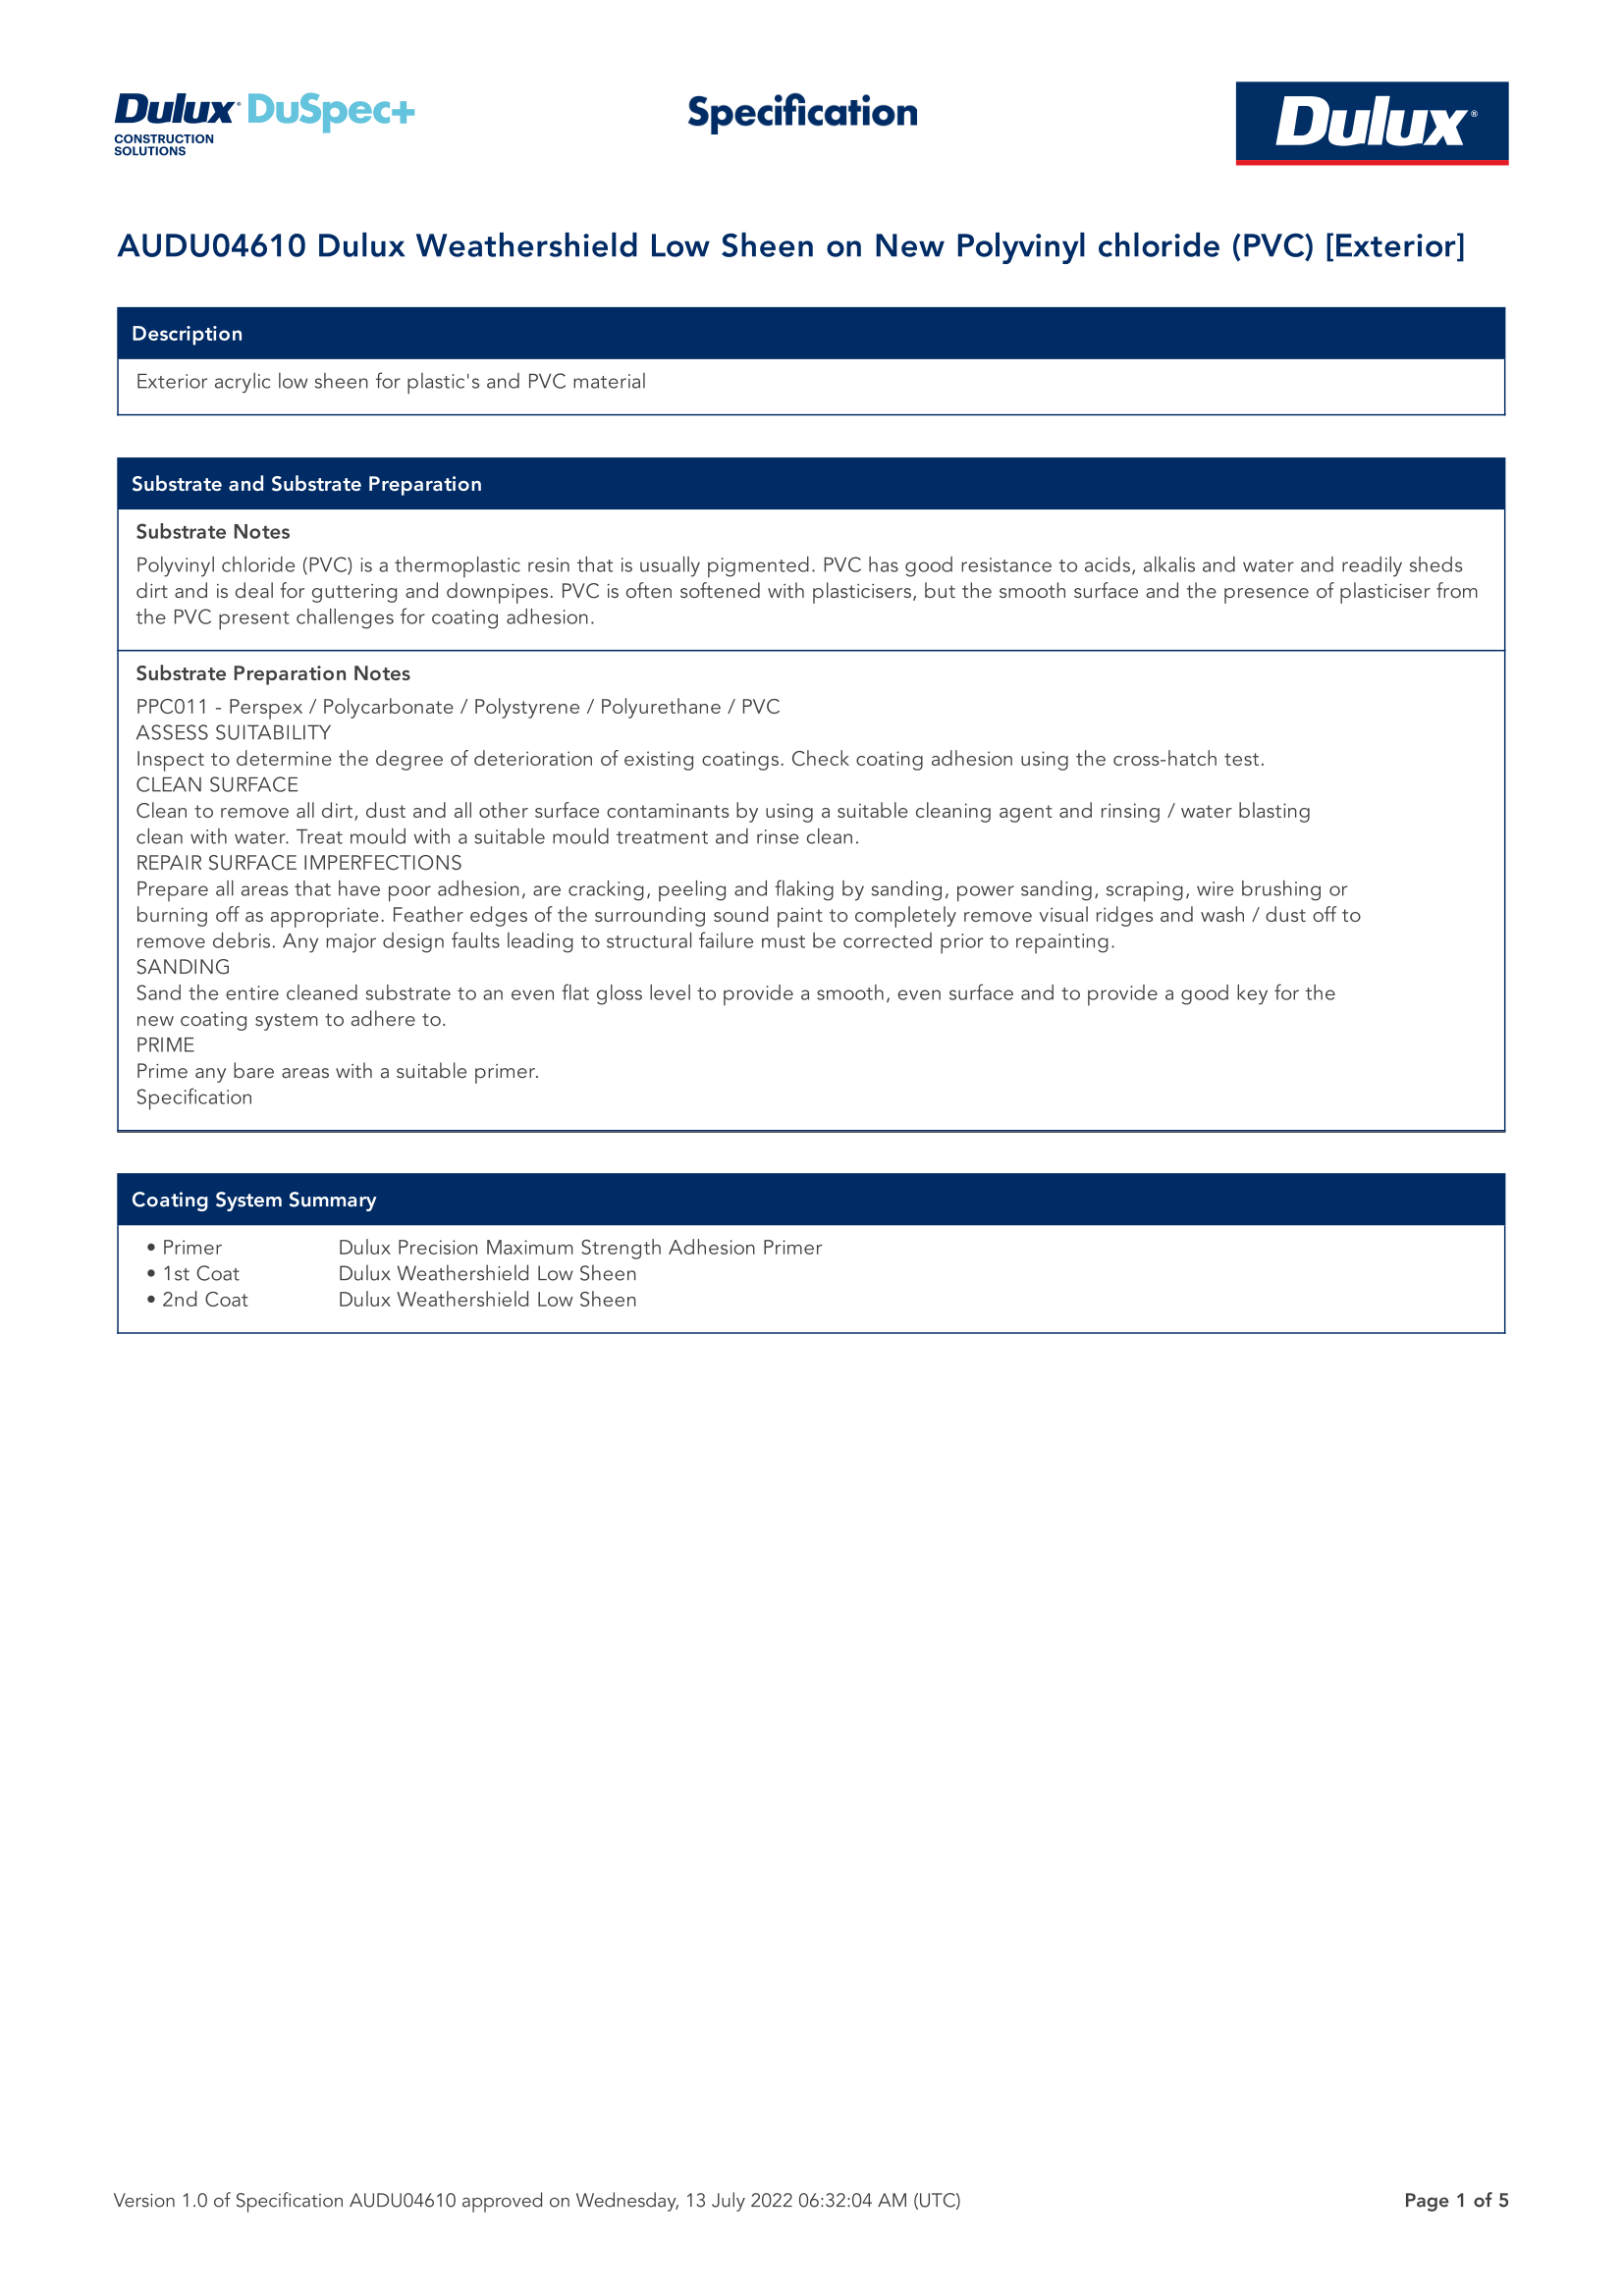 Dulux® DuSpec+
CONSTRUCTION
SOLUTIONS
Specification
Dulux®
AUDU04610 Dulux Weathershield Low Sheen on New Polyvinyl chloride (PVC) [Exterior]
Description
Exterior acrylic low sheen for plastic's and PVC material
Substrate and Substrate Preparation
Substrate Notes
Polyvinyl chloride (PVC) is a thermoplastic resin that is usually pigmented. PVC has good resistance to acids, alkalis and water and readily sheds
dirt and is deal for guttering and downpipes. PVC is often softened with plasticisers, but the smooth surface and the presence of plasticiser from
the PVC present challenges for coating adhesion.
Substrate Preparation Notes
PPC011 - Perspex / Polycarbonate / Polystyrene / Polyurethane / PVC
ASSESS SUITABILITY
Inspect to determine the degree of deterioration of existing coatings. Check coating adhesion using the cross-hatch test.
CLEAN SURFACE
Clean to remove all dirt, dust and all other surface contaminants by using a suitable cleaning agent and rinsing / water blasting
clean with water. Treat mould with a suitable mould treatment and rinse clean.
REPAIR SURFACE IMPERFECTIONS
Prepare all areas that have poor adhesion, are cracking, peeling and flaking by sanding, power sanding, scraping, wire brushing or
burning off as appropriate. Feather edges of the surrounding sound paint to completely remove visual ridges and wash / dust off to
remove debris. Any major design faults leading to structural failure must be corrected prior to repainting.
SANDING
Sand the entire cleaned substrate to an even flat gloss level to provide a smooth, even surface and to provide a good key for the
new coating system to adhere to.
PRIME
Prime any bare areas with a suitable primer.
Specification
Coating System Summary
• Primer Dulux Precision Maximum Strength Adhesion Primer
• 1st Coat Dulux Weathershield Low Sheen
• 2nd Coat Dulux Weathershield Low Sheen
Version 1.0 of Specification AUDU04610 approved on Wednesday, 13 July 2022 06:32:04 AM (UTC)
Page 1 of 5